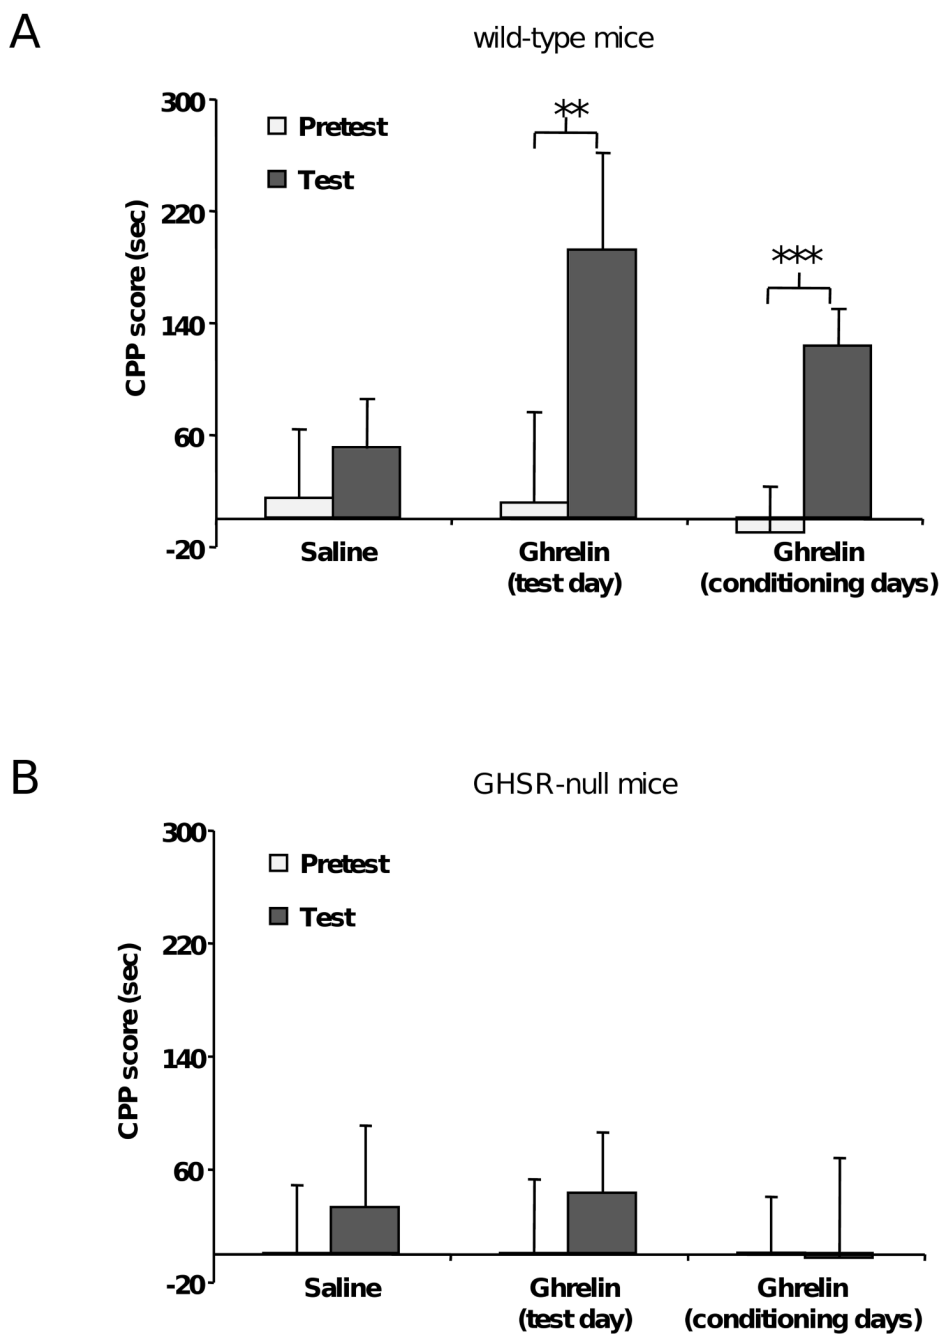 A
wild-type mice
**
300
Pretest
Test
220
***
CPP score (sec)
140
60
-20
Saline
Ghrelin
(test day)
Ghrelin
(conditioning days)
B
GHSR-null mice
300
Pretest
Test
220
CPP score (sec)
140
60
-20
Saline
Ghrelin
(test day)
Ghrelin
(conditioning days)